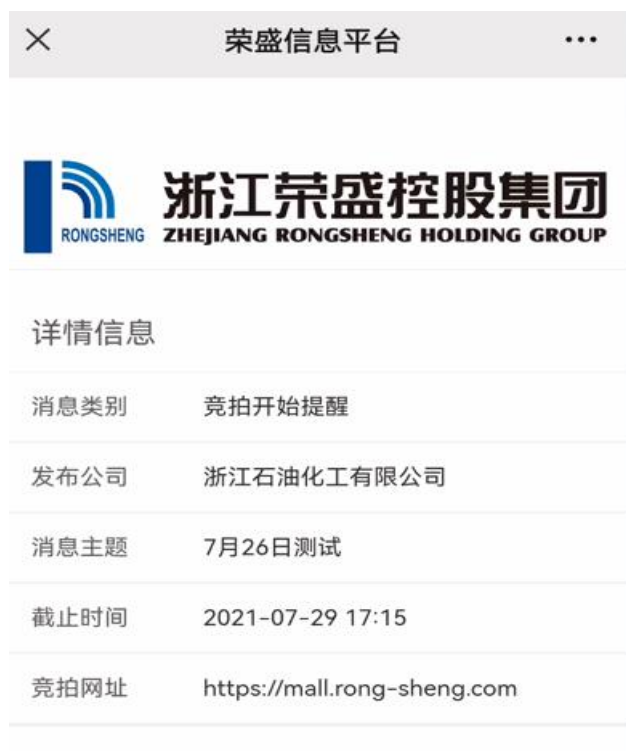 荣盛信息平台
浙江荣盛控股集团
RONGSHENG ZHEJIANG RONGSHENG HOLDING GROUP
详情信息
消息类别 竞拍开始提醒
发布公司 浙江石油化工有限公司
消息主题 7月26日测试
截止时间 2021-07-29 17:15
竞拍网址 https://mall.rong-sheng.com